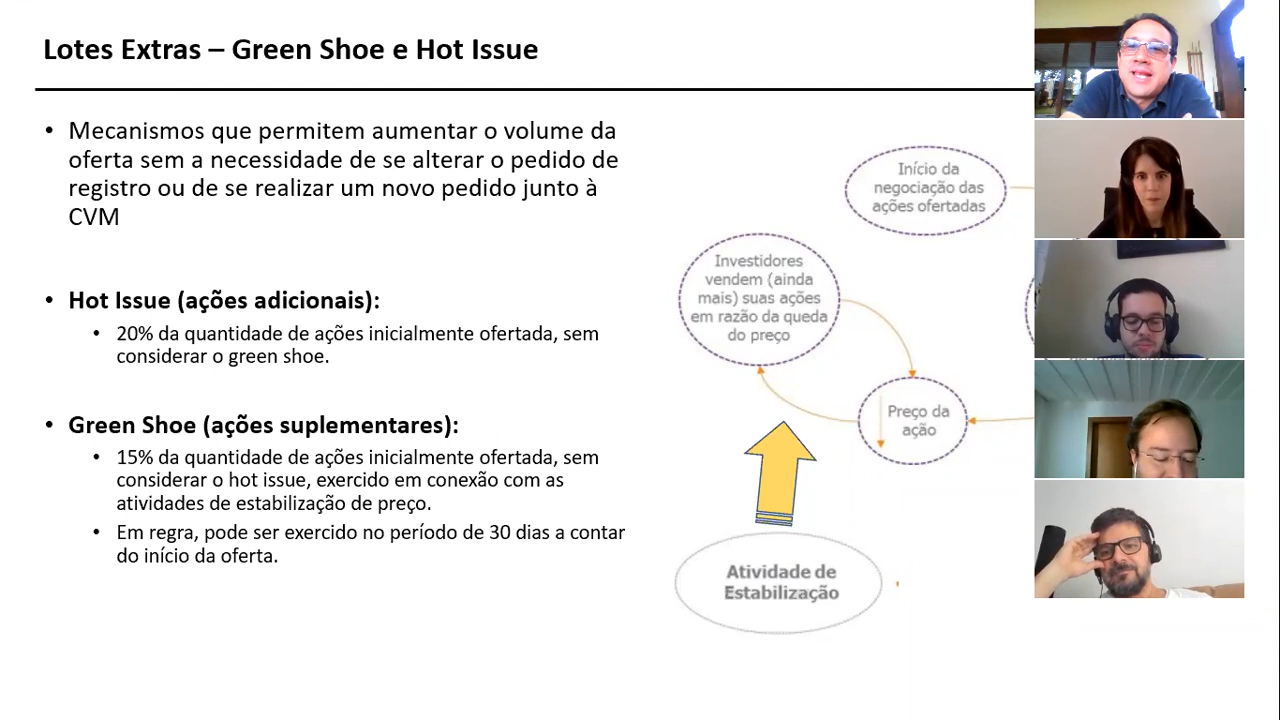 Lotes Extras – Green Shoe e Hot Issue
• Mecanismos que permitem aumentar o volume da
oferta sem a necessidade de se alterar o pedido de
registro ou de se realizar um novo pedido junto à
CVM
• Hot Issue (ações adicionais):
• 20% da quantidade de ações inicialmente ofertada, sem
considerar o green shoe.
• Green Shoe (ações suplementares):
• 15% da quantidade de ações inicialmente ofertada, sem
considerar o hot issue, exercido em conexão com as
atividades de estabilização de preço.
• Em regra, pode ser exercido no período de 30 dias a contar
do início da oferta.
Início da
negociação das
ações ofertadas
Investidores
vendem (ainda
mais) suas ações
em razão da queda
do preço
Preço da
ação
Atividade de
Estabilização